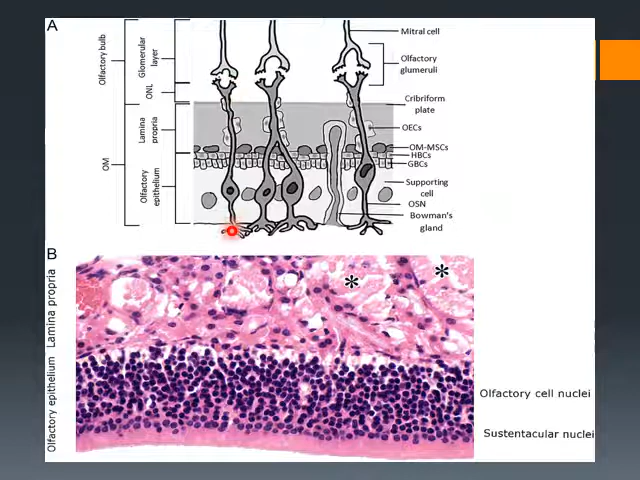 A
Olfactory bulb
Glomerular
layer
ONL
OM
Lamina
propria
Olfactory
epithelium
Mitral cell
Olfactory
glumeruli
Cribriform
plate
OECs
OM-MSCs
HBCs
GBCs
Supporting
cell
OSN
Bowman's
gland
B
Lamina propria
Olfactory epithelium
*
*
Olfactory cell nuclei
Sustentacular nuclei